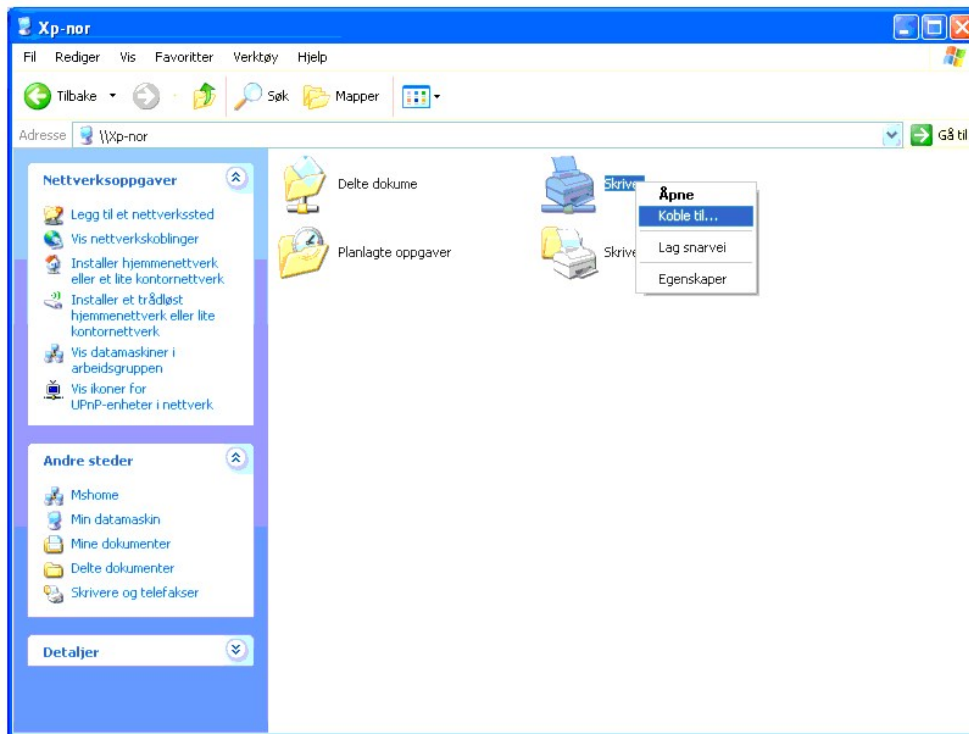 Xp-nor
Fil Rediger Vis Favoritter Verktøy Hjelp
Tilbake Søk Mapper
Adresse \\Xp-nor Gå til
Nettverksoppgaver
Legg til et nettverkssted
Vis nettverkskoblinger
Installer hjemmenettverk
eller et lite kontornettverk
Installer et trådløst
hjemmenettverk eller lite
kontornettverk
Vis datamaskiner i
arbeidsgruppen
Vis ikoner for
UPnP-enheter i nettverk
Andre steder
Mshome
Min datamaskin
Mine dokumenter
Delte dokumenter
Skrivere og telefakser
Detaljer
Delte dokume
Skrive
Planlagte oppgaver
Skrive
Åpne
Koble til...
Lag snarvei
Egenskaper